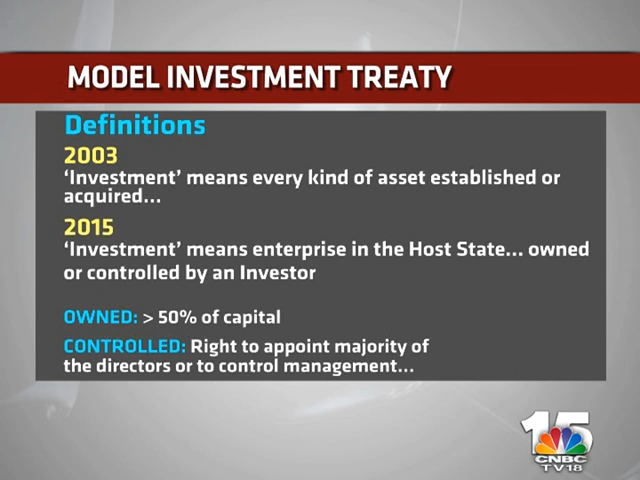 MODEL INVESTMENT TREATY
Definitions
2003
‘Investment’ means every kind of asset established or
acquired...
2015
‘Investment’ means enterprise in the Host State... owned
or controlled by an Investor
OWNED: > 50% of capital
CONTROLLED: Right to appoint majority of
the directors or to control management...
15
CNBC
TV18